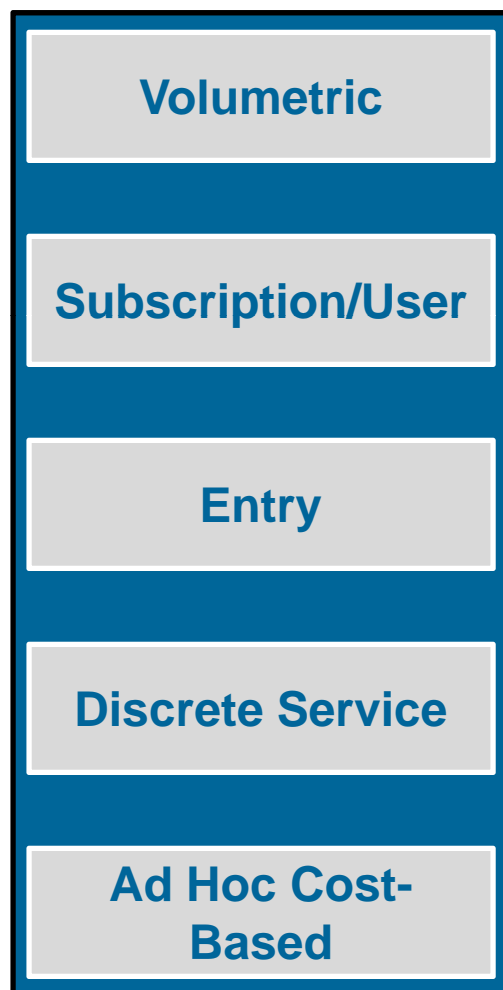 Volumetric
Subscription/User
Entry
Discrete Service
Ad Hoc Cost-
Based